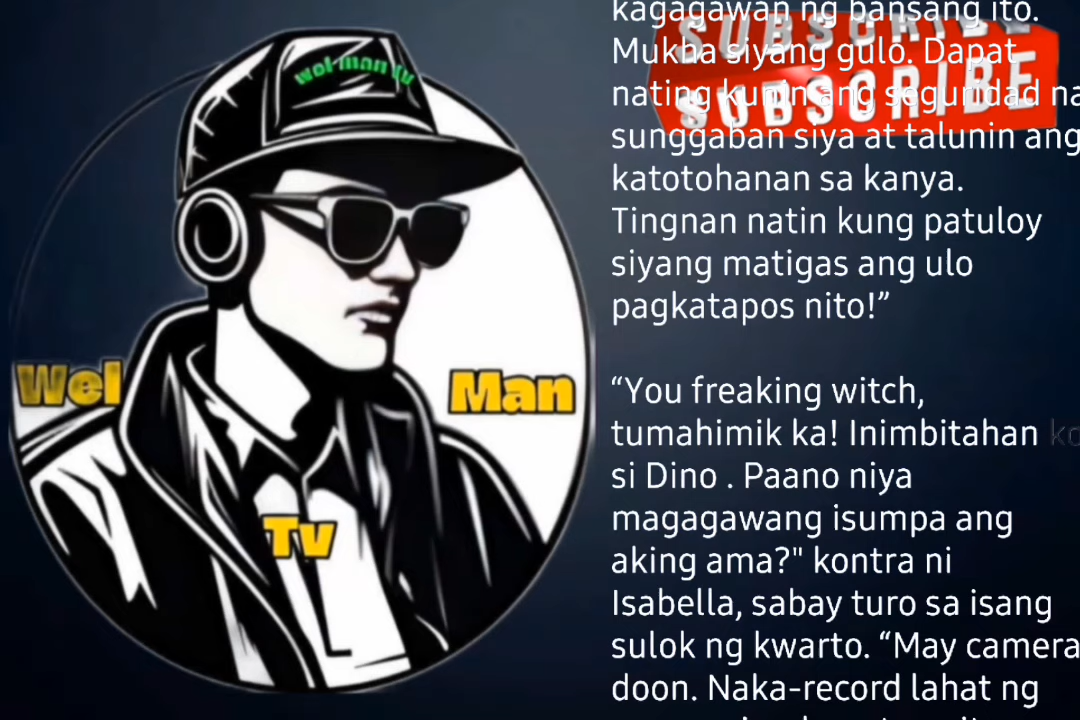 wel man tv
Wel
Man
Tv
SUBSCRIBE
SUBSCRIBE
kagagawan ng bansang ito.
Mukha siyang gulo. Dapat
nating kunin ang seguridad na
sunggaban siya at talunin ang
katotohanan sa kanya.
Tingnan natin kung patuloy
siyang matigas ang ulo
pagkatapos nito!”
“You freaking witch,
tumahimik ka! Inimbitahan ko
si Dino . Paano niya
magagawang isumpa ang
aking ama?" kontra ni
Isabella, sabay turo sa isang
sulok ng kwarto. “May camera
doon. Naka-record lahat ng